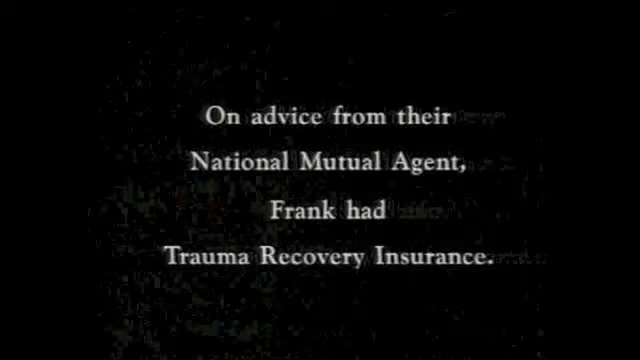 On advice from their
National Mutual Agent,
Frank had
Trauma Recovery Insurance.